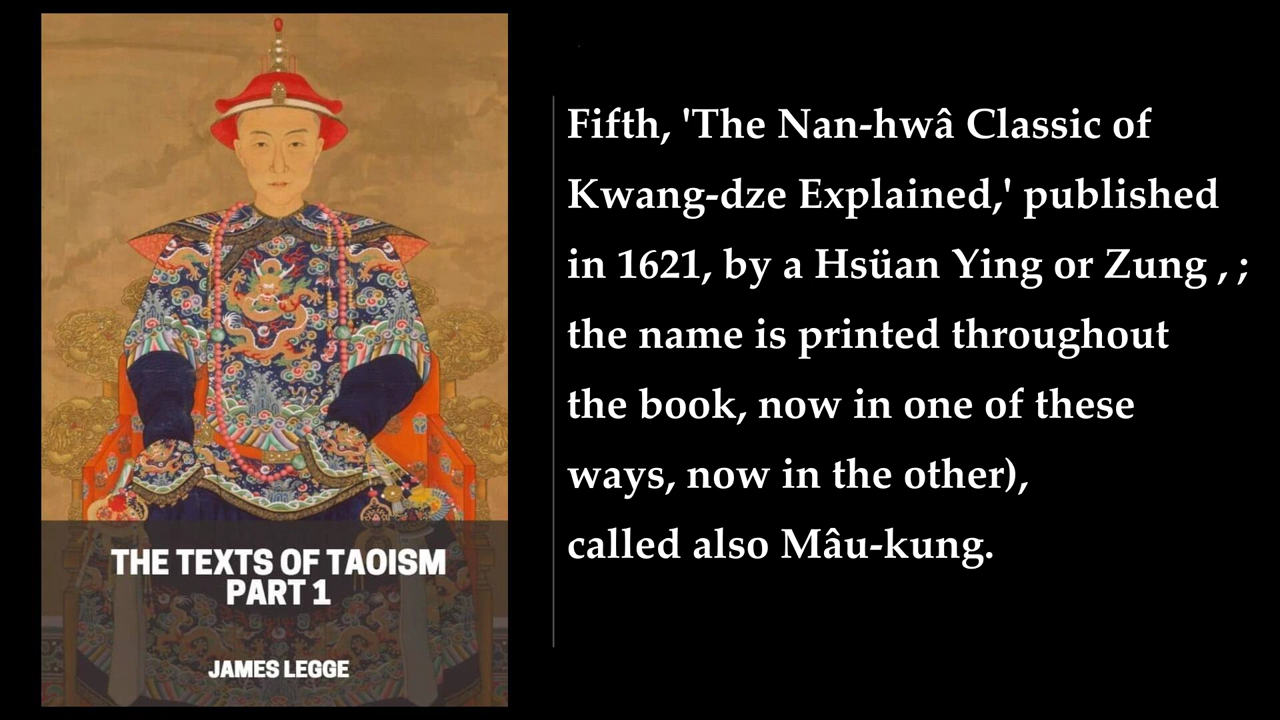 THE TEXTS OF TAOISM
PART 1
JAMES LEGGE
Fifth, 'The Nan-hwâ Classic of
Kwang-dze Explained,' published
in 1621, by a Hsüan Ying or Zung , ;
the name is printed throughout
the book, now in one of these
ways, now in the other),
called also Mâu-kung.